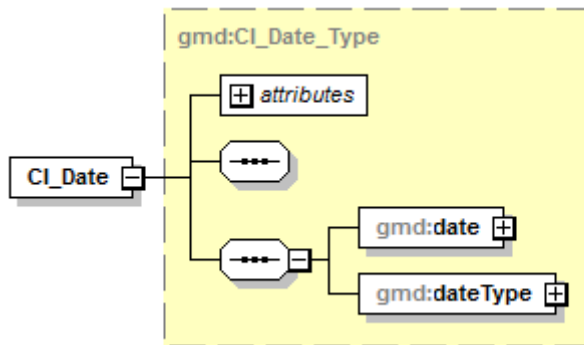 gmd:CI_Date_Type
attributes
CI_Date
gmd:date
gmd:dateType